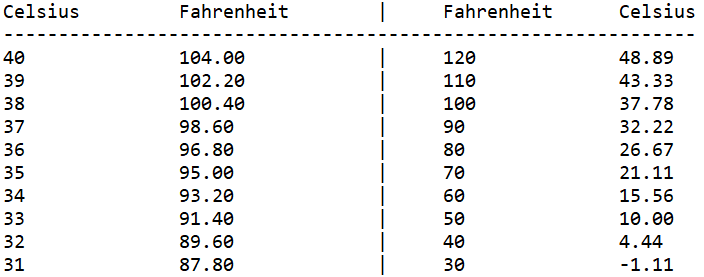 Celsius Fahrenheit | Fahrenheit Celsius
---------------------------------------------------------------
40 104.00 | 120 48.89
39 102.20 | 110 43.33
38 100.40 | 100 37.78
37 98.60 | 90 32.22
36 96.80 | 80 26.67
35 95.00 | 70 21.11
34 93.20 | 60 15.56
33 91.40 | 50 10.00
32 89.60 | 40 4.44
31 87.80 | 30 -1.11